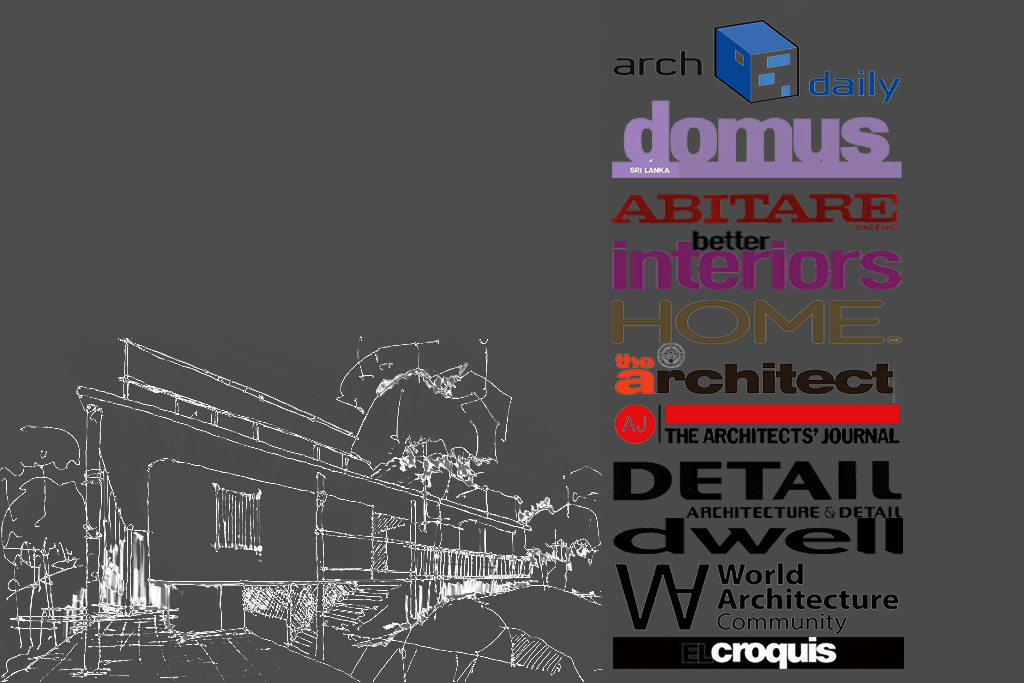 arch daily
domus
SRI LANKA
ABITARE
better
interiors
HOME.
the
architect
AJ
THE ARCHITECTS' JOURNAL
DETAIL
ARCHITECTURE & DETAIL
dwell
WA World
Architecture
Community
EL croquis